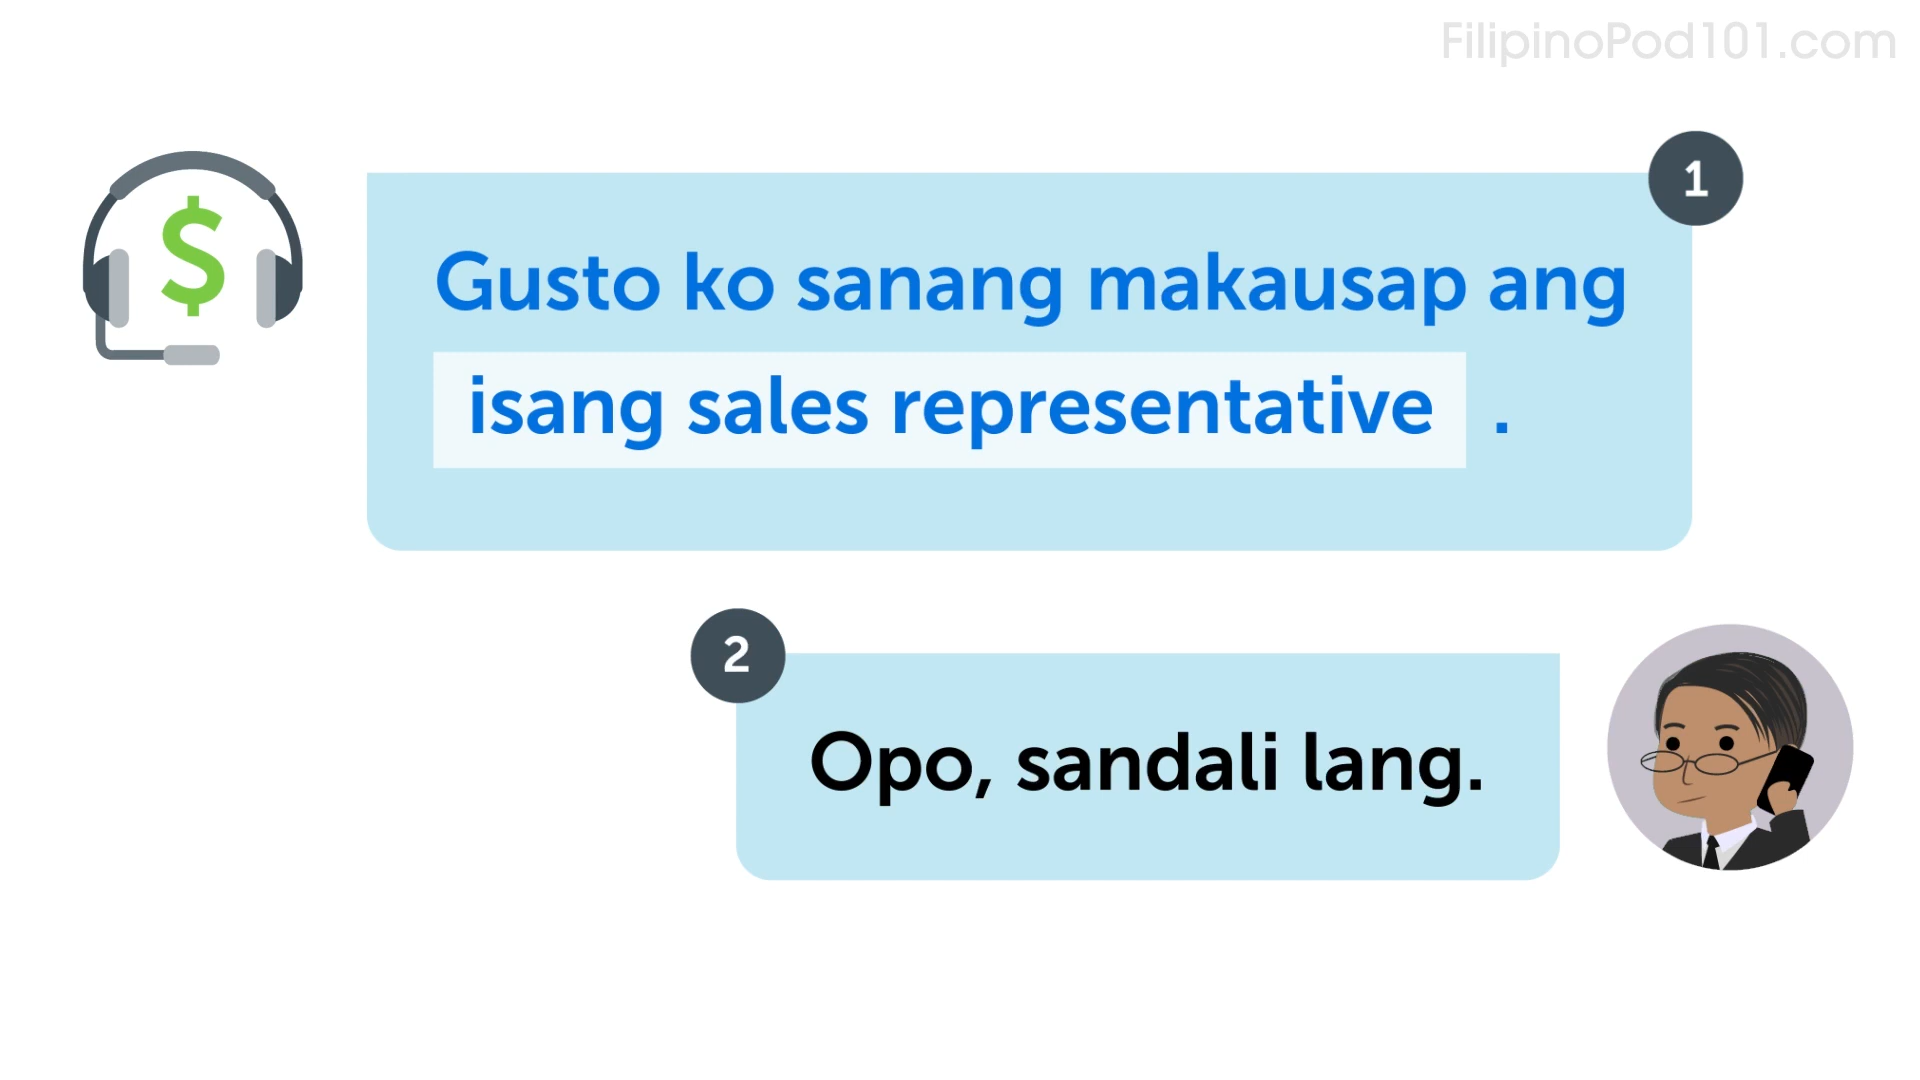 FilipinoPod101.com
1
Gusto ko sanang makausap ang
isang sales representative .
2
Opo, sandali lang.